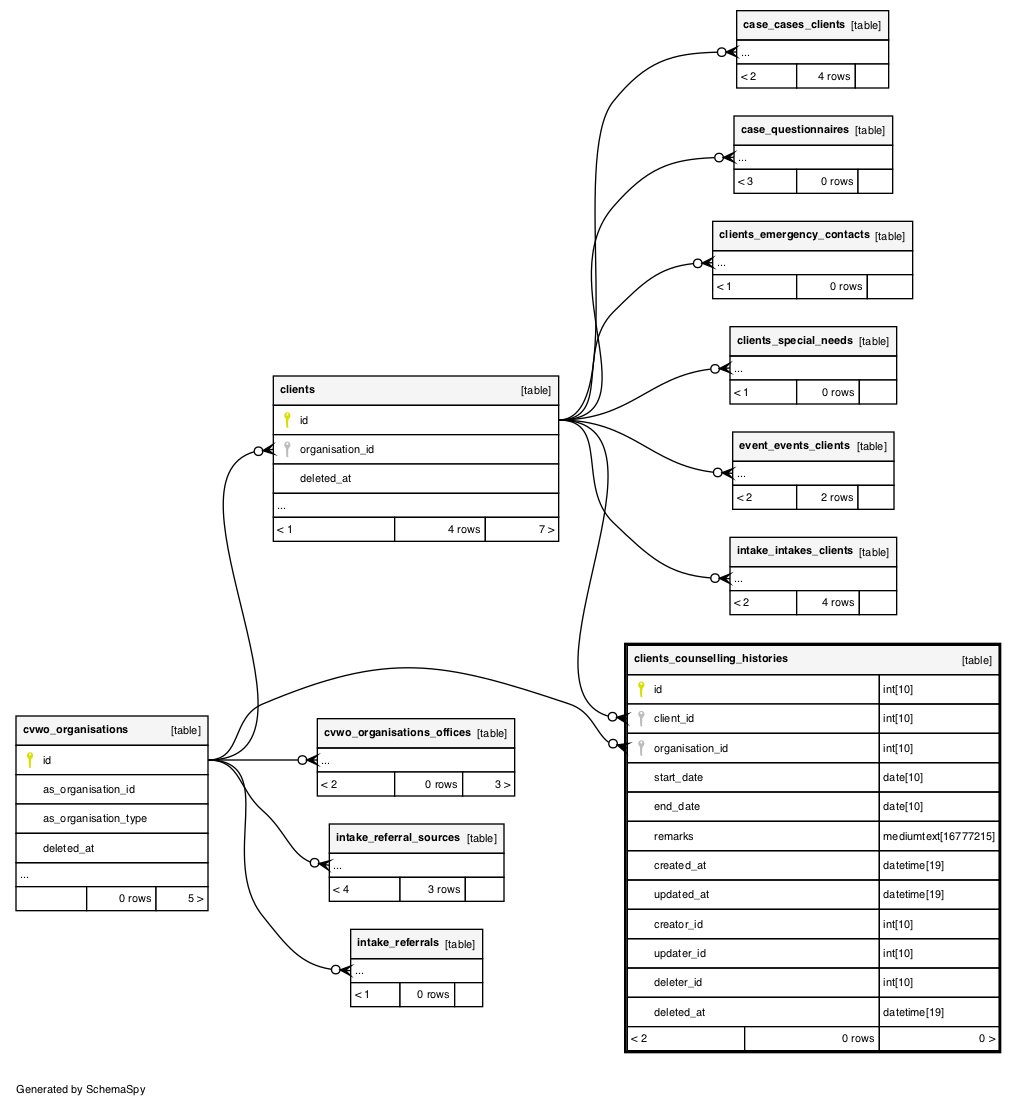 case_cases_clients [table]
...
< 2 4 rows
case_questionnaires [table]
...
< 3 0 rows
clients_emergency_contacts [table]
...
< 1 0 rows
clients_special_needs [table]
...
< 1 0 rows
clients [table]
id
organisation_id
deleted_at
...
< 1 4 rows 7 >
event_events_clients [table]
...
< 2 2 rows
intake_intakes_clients [table]
...
< 2 4 rows
clients_counselling_histories [table]
id int[10]
client_id int[10]
organisation_id int[10]
start_date date[10]
end_date date[10]
remarks mediumtext[16777215]
created_at datetime[19]
updated_at datetime[19]
creator_id int[10]
updater_id int[10]
deleter_id int[10]
deleted_at datetime[19]
< 2 0 rows 0 >
cvwo_organisations [table]
id
as_organisation_id
as_organisation_type
deleted_at
...
0 rows 5 >
cvwo_organisations_offices [table]
...
< 2 0 rows 3 >
intake_referral_sources [table]
...
< 4 3 rows
intake_referrals [table]
...
< 1 0 rows
Generated by SchemaSpy